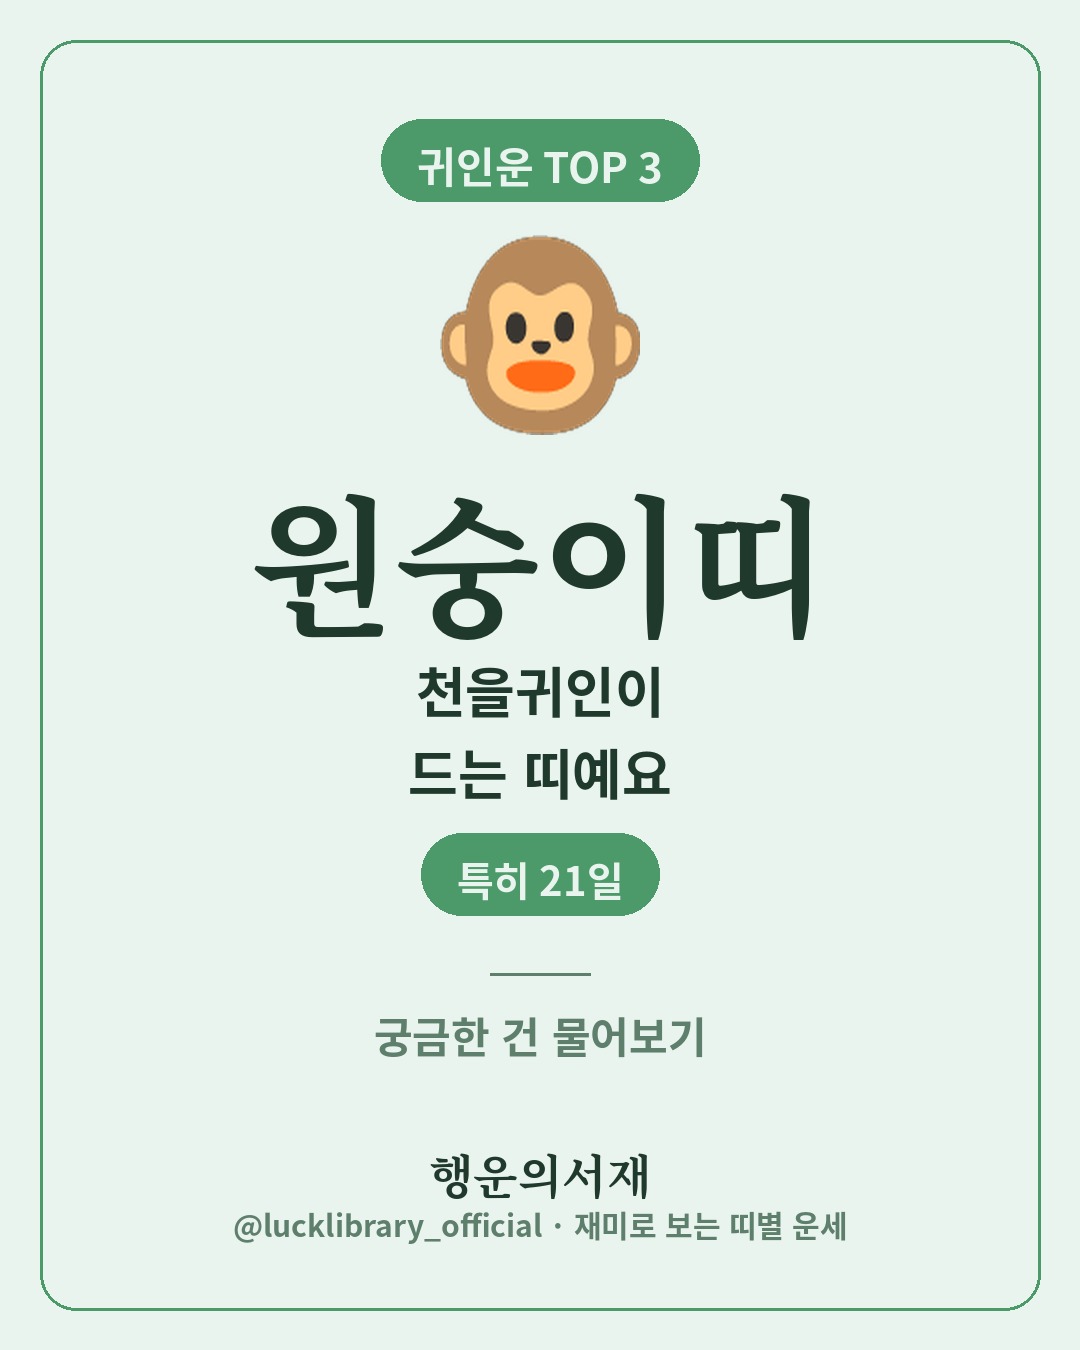 귀인운 TOP 3
원숭이띠
천을귀인이
드는 띠예요
특히 21일
궁금한 건 물어보기
행운의서재
@lucklibrary_official · 재미로 보는 띠별 운세